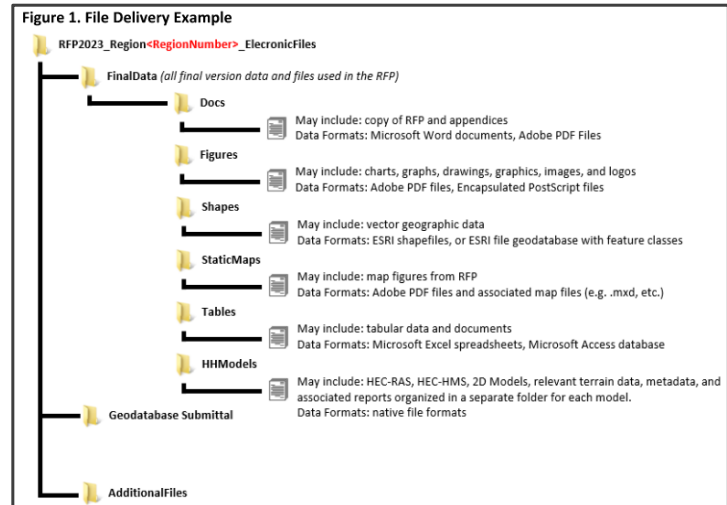 Figure 1. File Delivery Example
RFP2023_Region<RegionNumber>_ElecronicFiles
FinalData (all final version data and files used in the RFP)
Docs
May include: copy of RFP and appendices
Data Formats: Microsoft Word documents, Adobe PDF Files
Figures
May include: charts, graphs, drawings, graphics, images, and logos
Data Formats: Adobe PDF files, Encapsulated PostScript files
Shapes
May include: vector geographic data
Data Formats: ESRI shapefiles, or ESRI file geodatabase with feature classes
StaticMaps
May include: map figures from RFP
Data Formats: Adobe PDF files and associated map files (e.g. .mxd, etc.)
Tables
May include: tabular data and documents
Data Formats: Microsoft Excel spreadsheets, Microsoft Access database
HHModels
May include: HEC-RAS, HEC-HMS, 2D Models, relevant terrain data, metadata, and
associated reports organized in a separate folder for each model.
Data Formats: native file formats
Geodatabase Submittal
AdditionalFiles